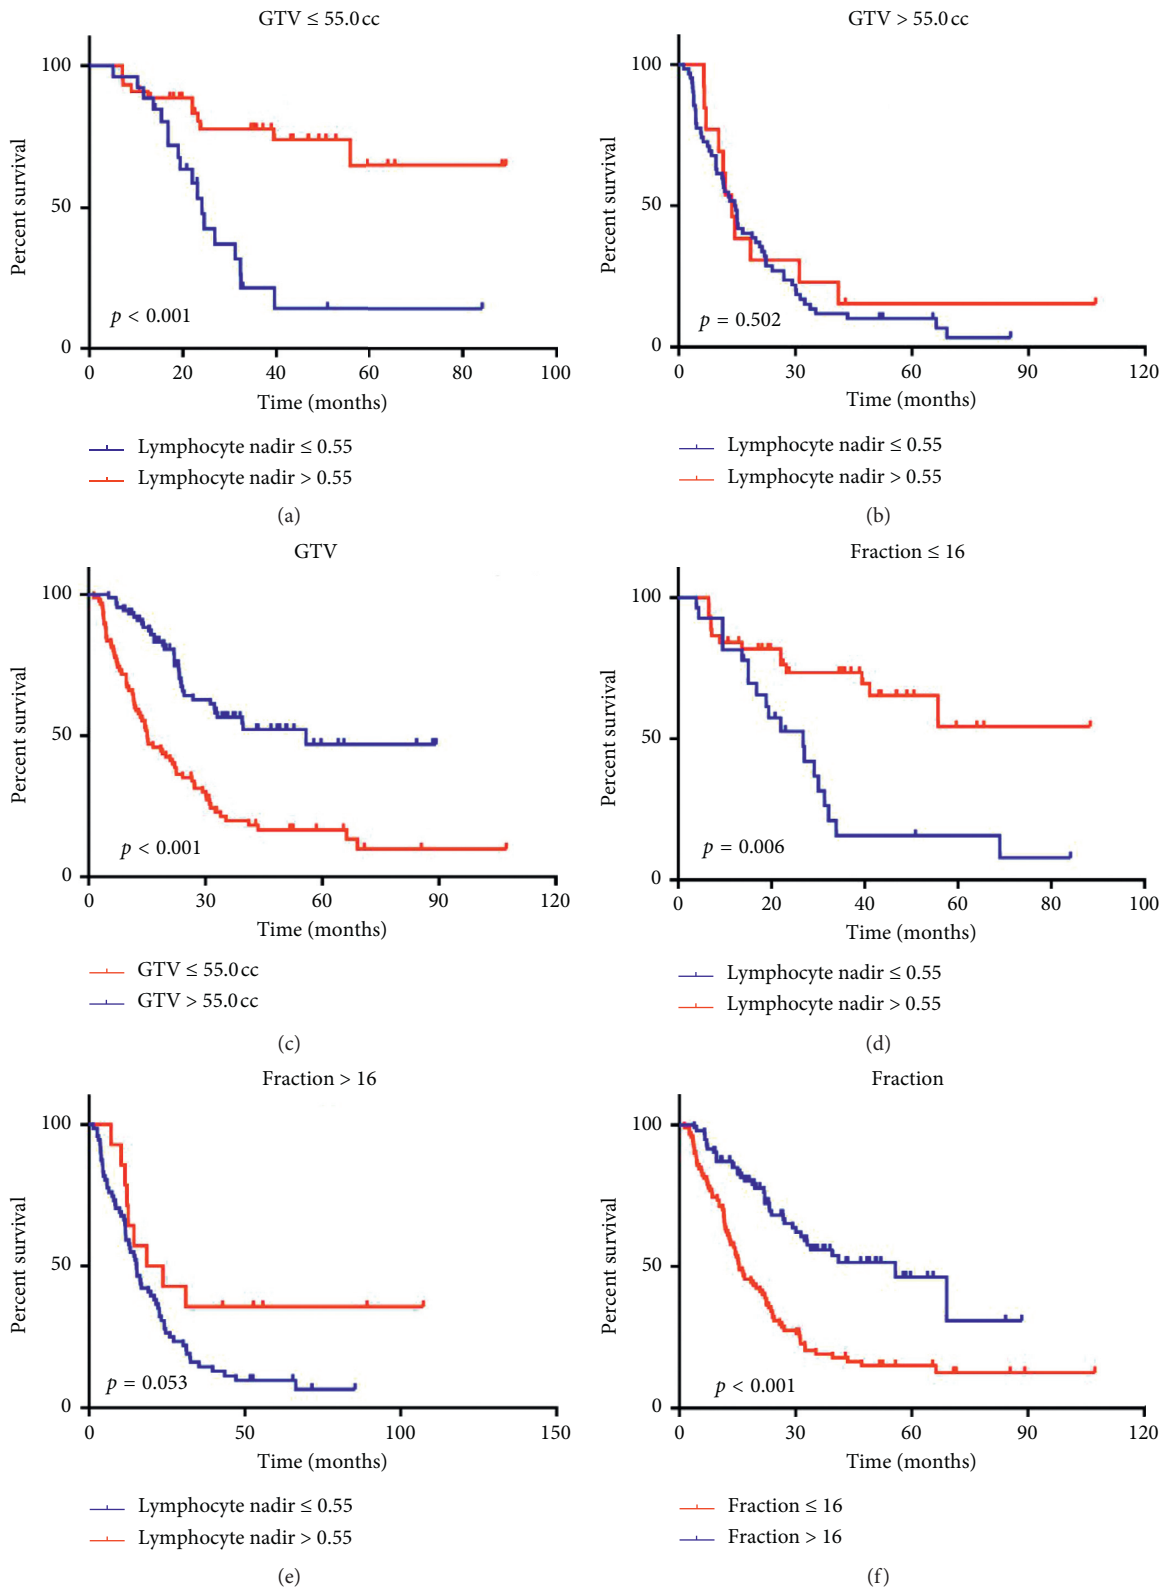 GTV ≤ 55.0 cc
100
50
0
Percent survival
p < 0.001
0 20 40 60 80 100
Time (months)
Lymphocyte nadir ≤ 0.55
Lymphocyte nadir > 0.55
(a)
GTV > 55.0 cc
100
50
0
Percent survival
p = 0.502
0 30 60 90 120
Time (months)
Lymphocyte nadir ≤ 0.55
Lymphocyte nadir > 0.55
(b)
GTV
100
50
0
Percent survival
p < 0.001
0 30 60 90 120
Time (months)
GTV ≤ 55.0 cc
GTV > 55.0 cc
(c)
Fraction ≤ 16
100
50
0
Percent survival
p = 0.006
0 20 40 60 80 100
Time (months)
Lymphocyte nadir ≤ 0.55
Lymphocyte nadir > 0.55
(d)
Fraction > 16
100
50
0
Percent survival
p = 0.053
0 50 100 150
Time (months)
Lymphocyte nadir ≤ 0.55
Lymphocyte nadir > 0.55
(e)
Fraction
100
50
0
Percent survival
p < 0.001
0 30 60 90 120
Time (months)
Fraction ≤ 16
Fraction > 16
(f)